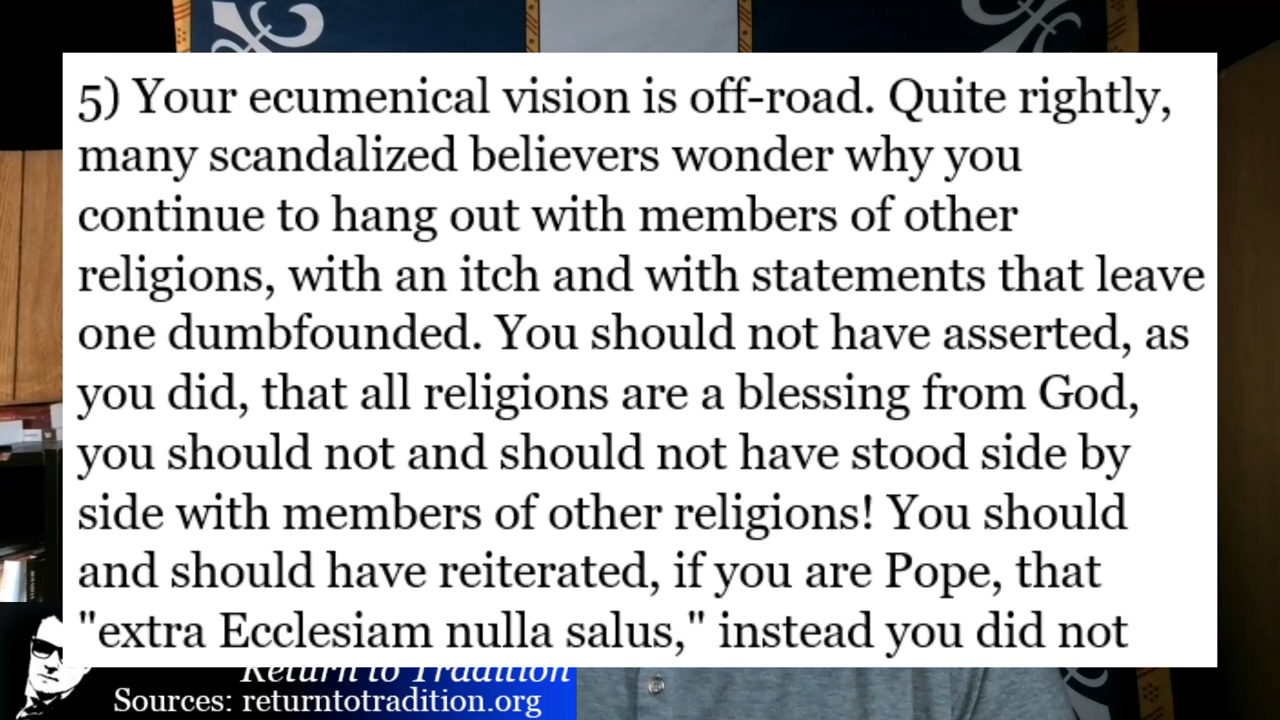 5) Your ecumenical vision is off-road. Quite rightly,
many scandalized believers wonder why you
continue to hang out with members of other
religions, with an itch and with statements that leave
one dumbfounded. You should not have asserted, as
you did, that all religions are a blessing from God,
you should not and should not have stood side by
side with members of other religions! You should
and should have reiterated, if you are Pope, that
"extra Ecclesiam nulla salus," instead you did not
Return to Tradition
Sources: returntotradition.org